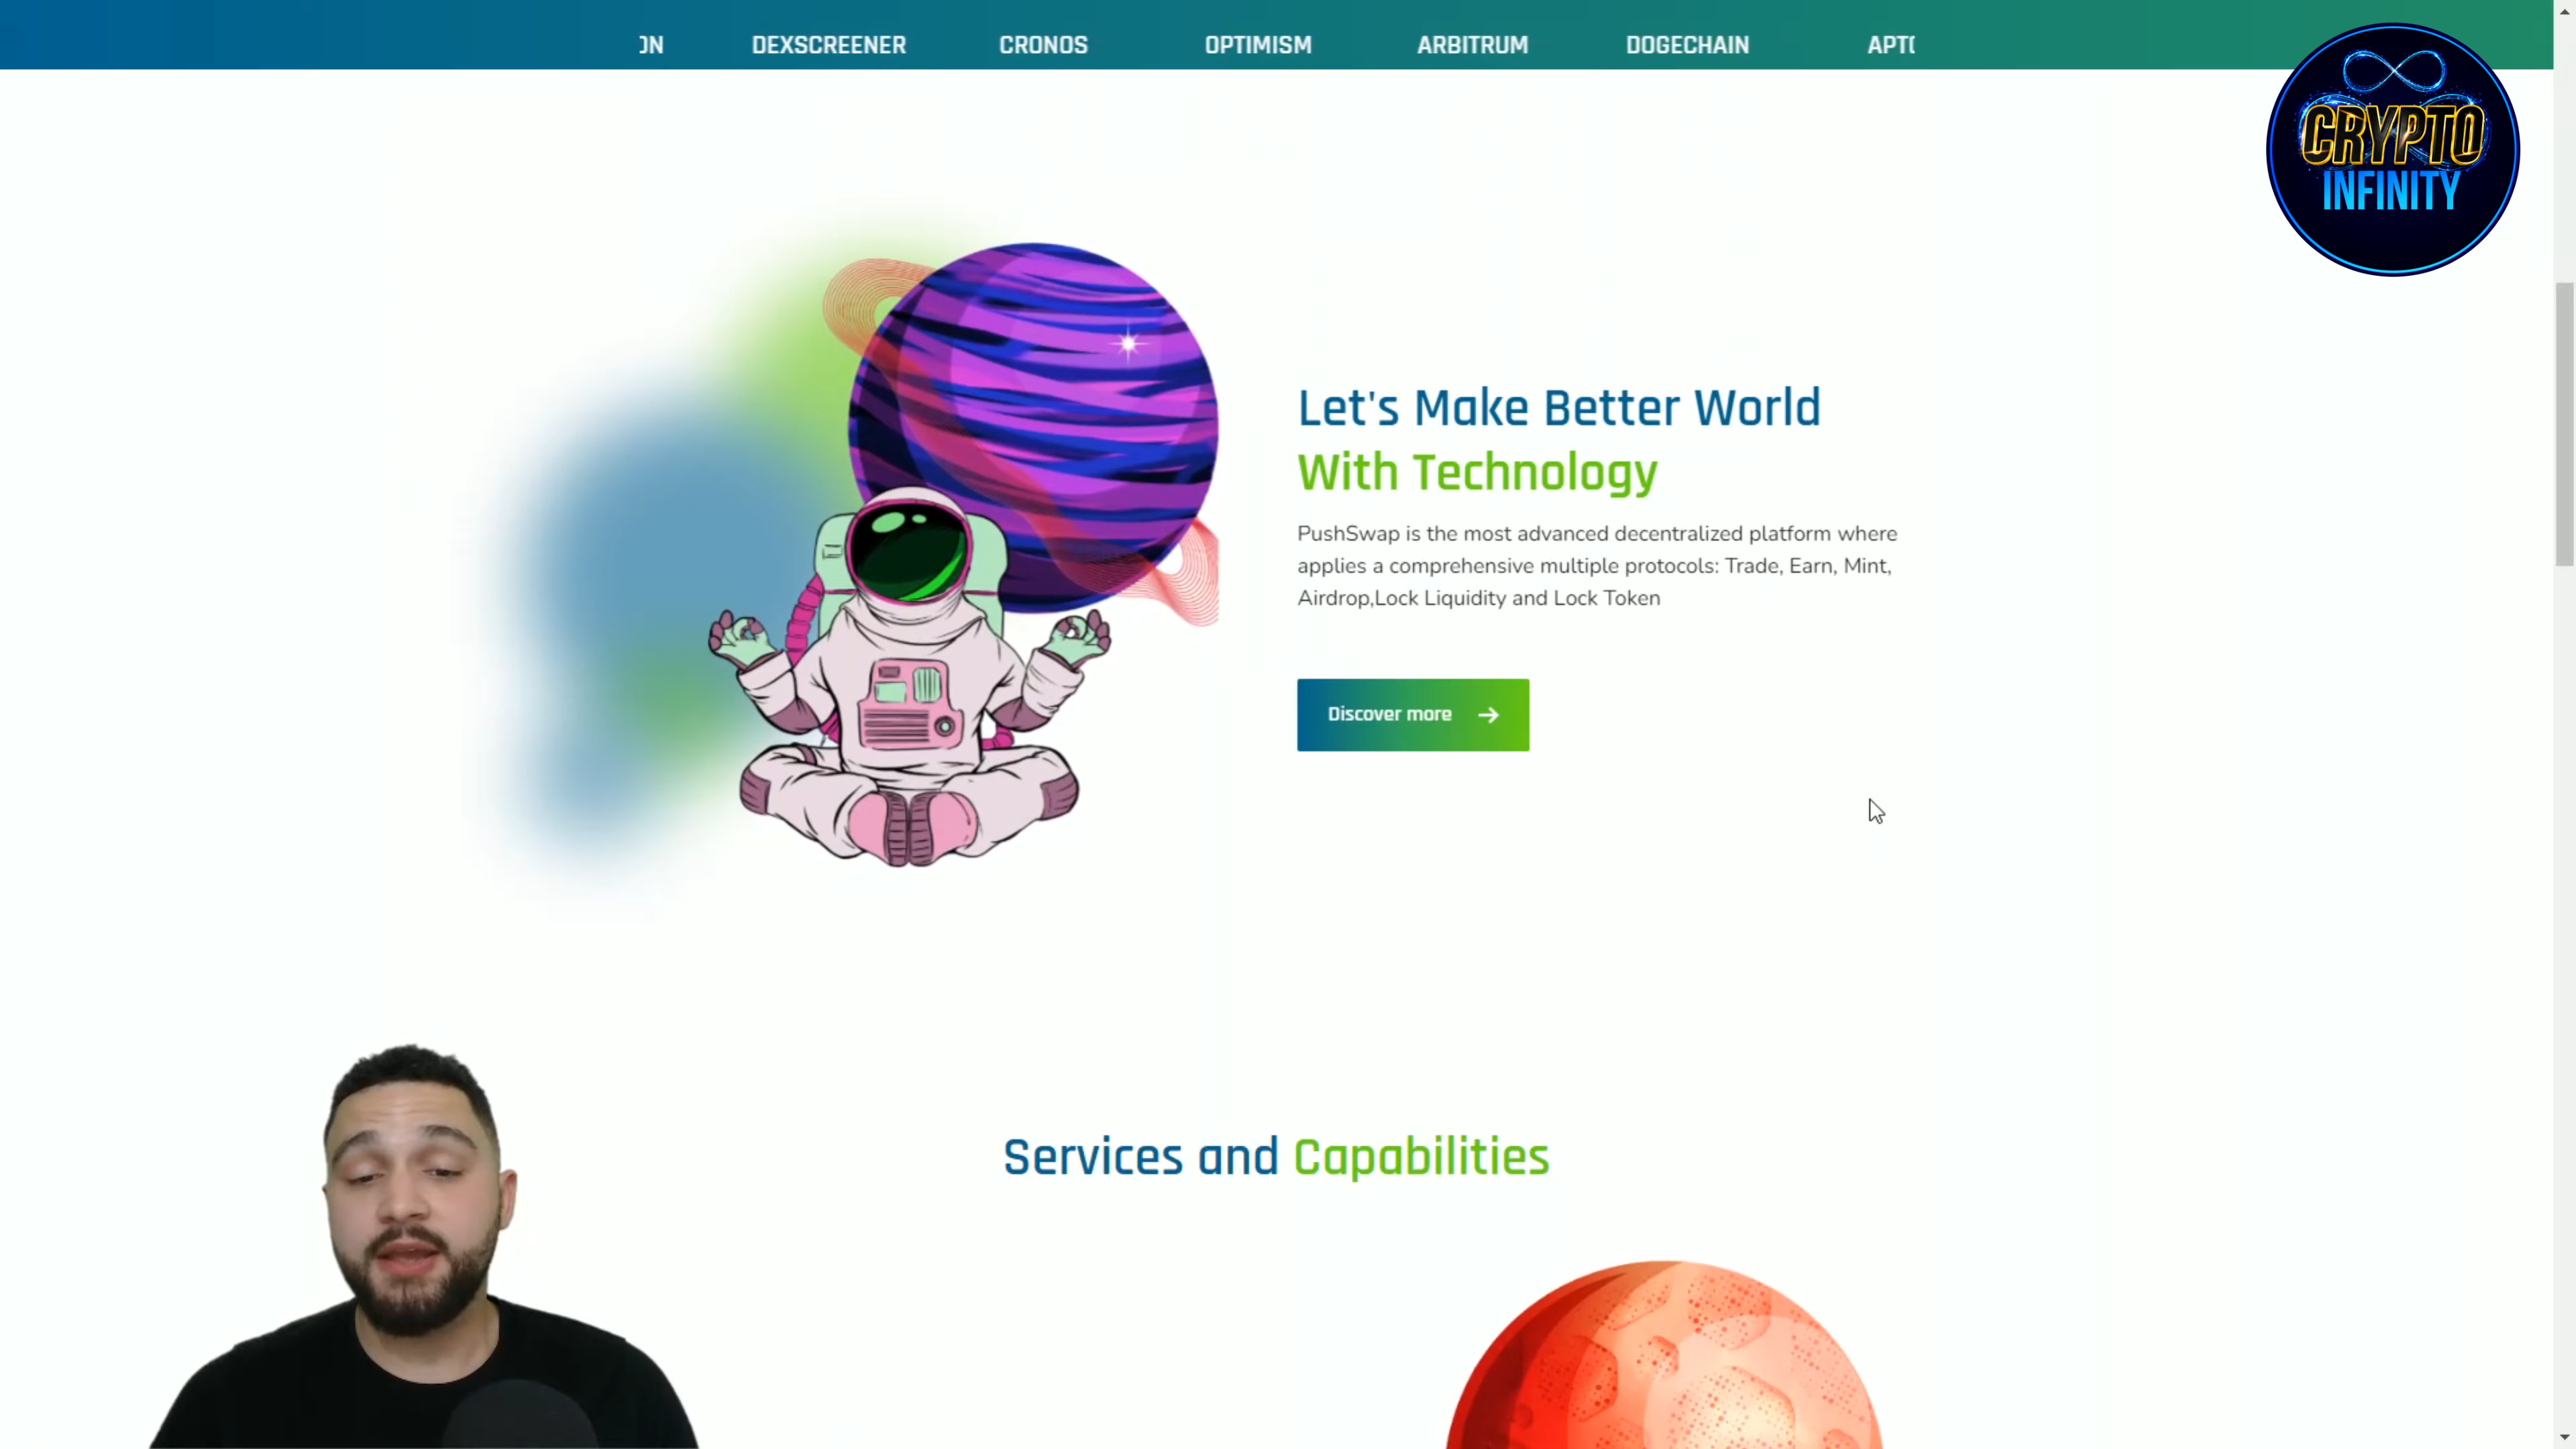 DEXSCREENER CRONOS OPTIMISM ARBITRUM DOGECHAIN
CRYPTO
INFINITY
Let's Make Better World
With Technology
PushSwap is the most advanced decentralized platform where
applies a comprehensive multiple protocols: Trade, Earn, Mint,
Airdrop,Lock Liquidity and Lock Token
Discover more
Services and Capabilities